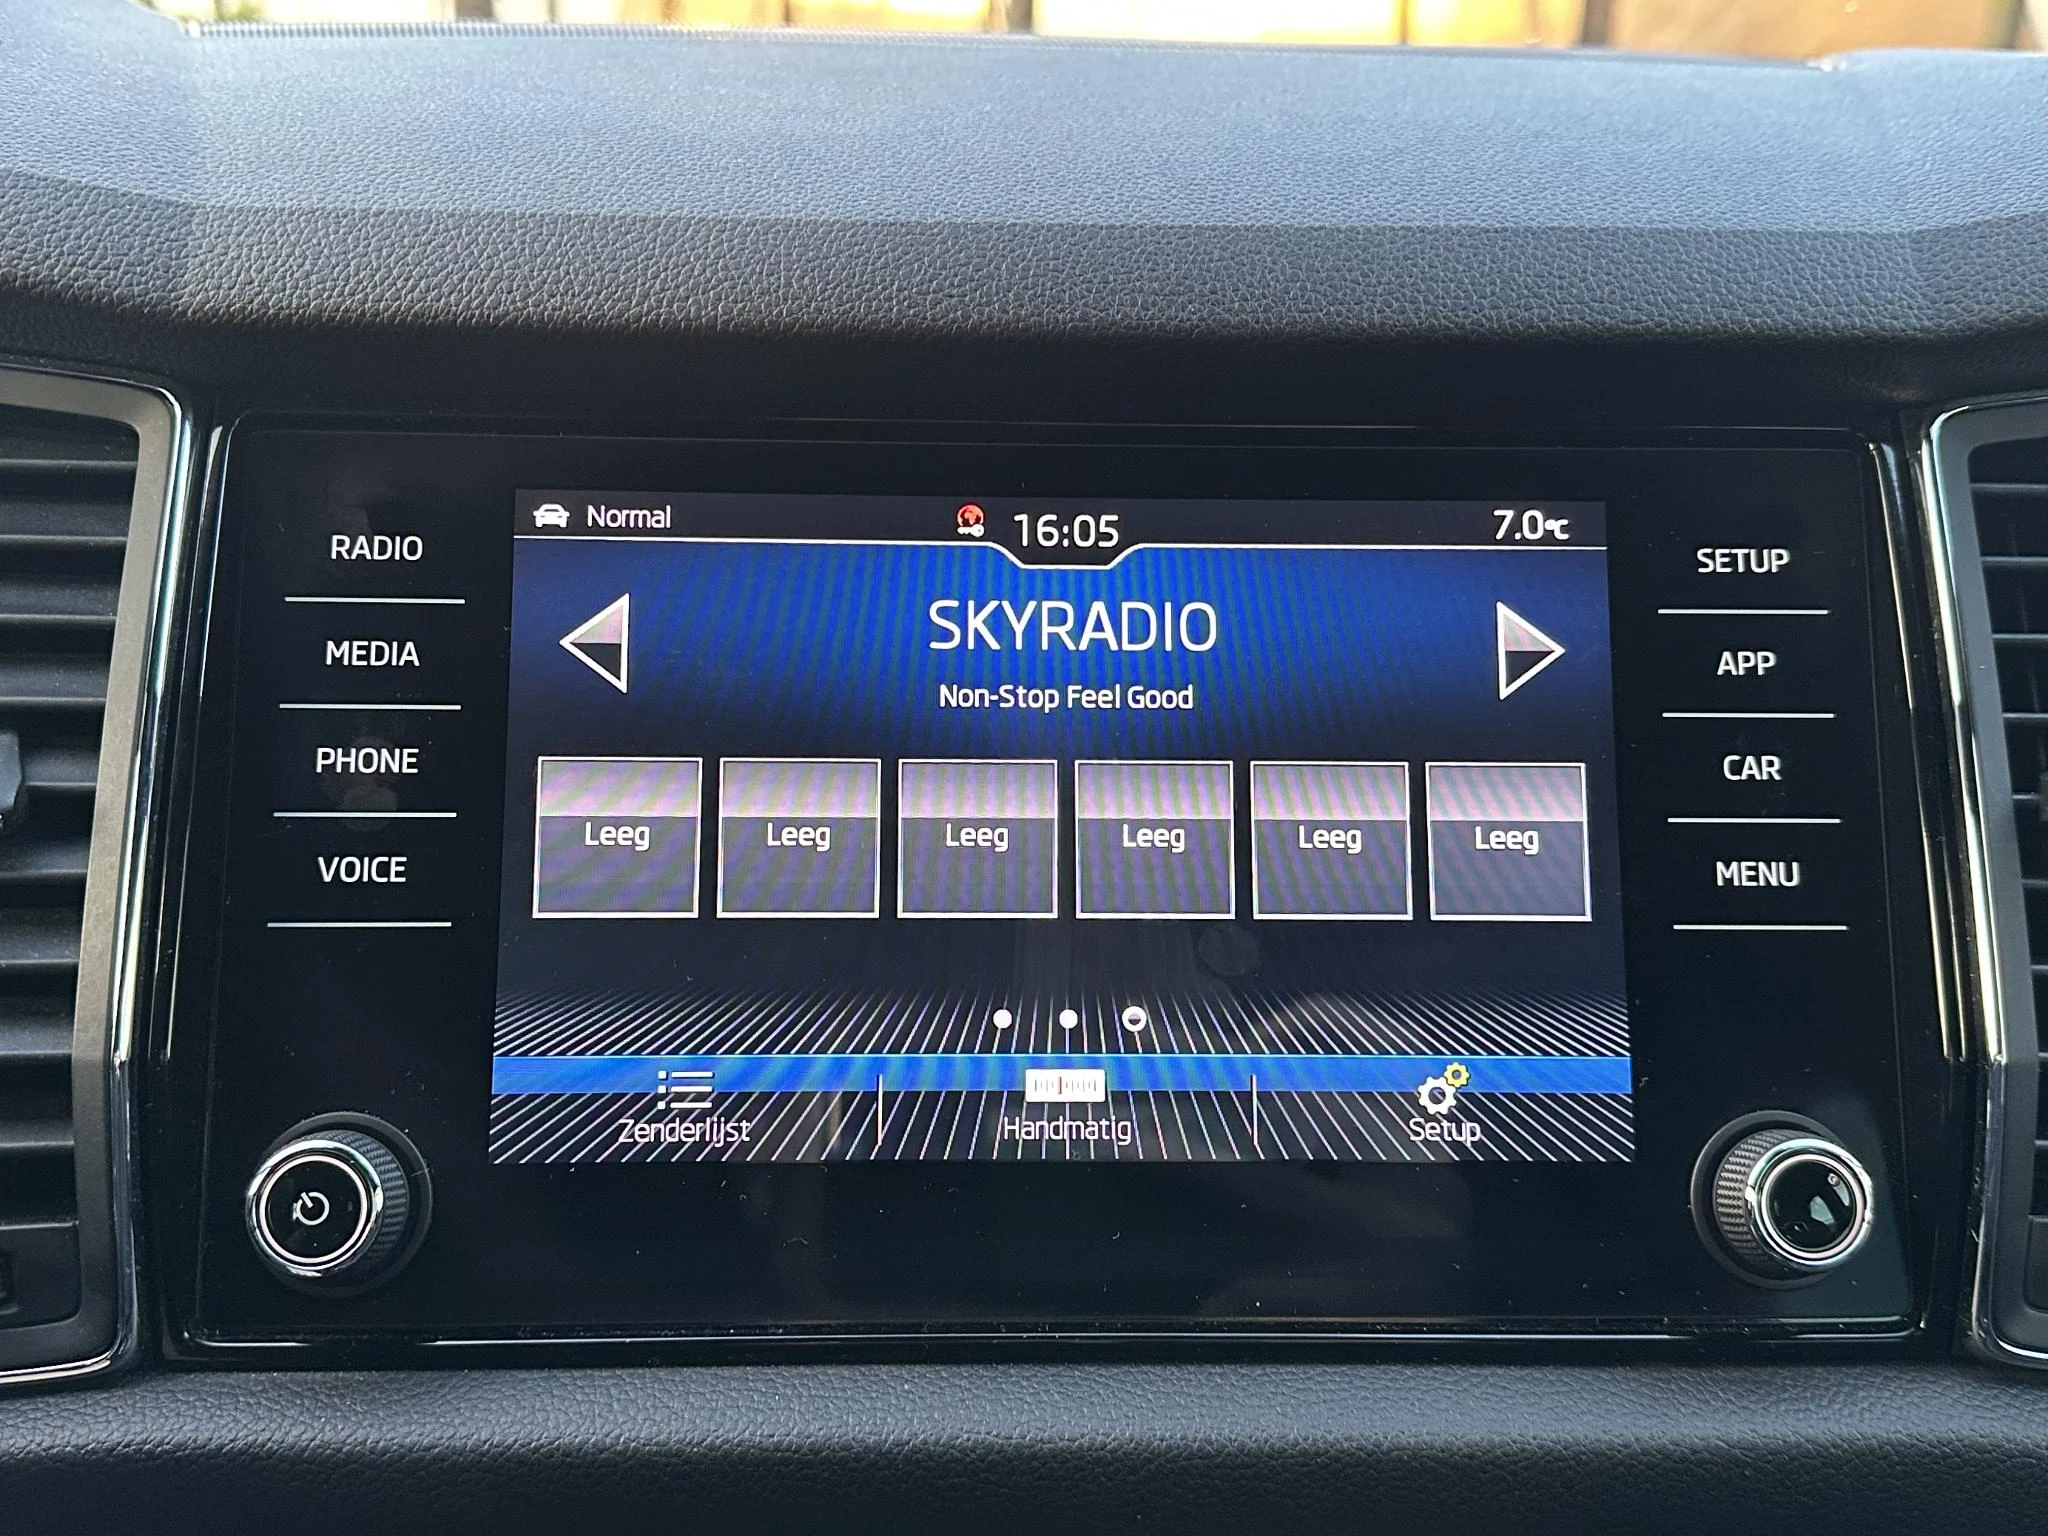 Normal
16:05
7.0°C
RADIO
MEDIA
PHONE
VOICE
SKYRADIO
Non-Stop Feel Good
Leeg Leeg Leeg Leeg Leeg Leeg
Zenderlijst Handmatig Setup
SETUP
APP
CAR
MENU